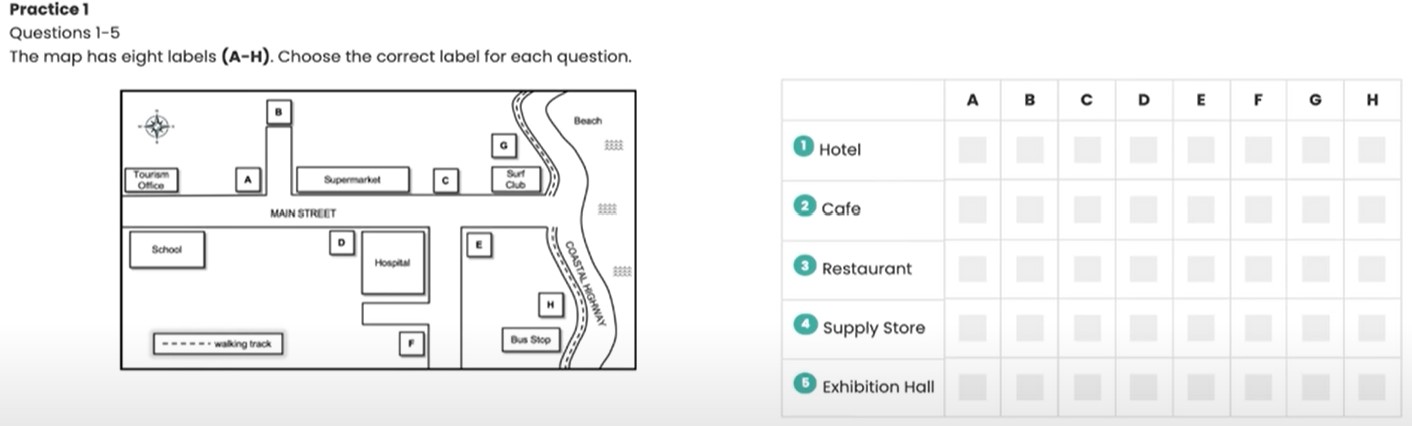 Practice 1
Questions 1-5
The map has eight labels (A-H). Choose the correct label for each question.
B
Beach
G
Tourism
Office
A
Supermarket
C
Surf
Club
MAIN STREET
School
D
Hospital
E
COASTAL HIGHWAY
H
walking track
F
Bus Stop
A B C D E F G H
1 Hotel
2 Cafe
3 Restaurant
4 Supply Store
5 Exhibition Hall